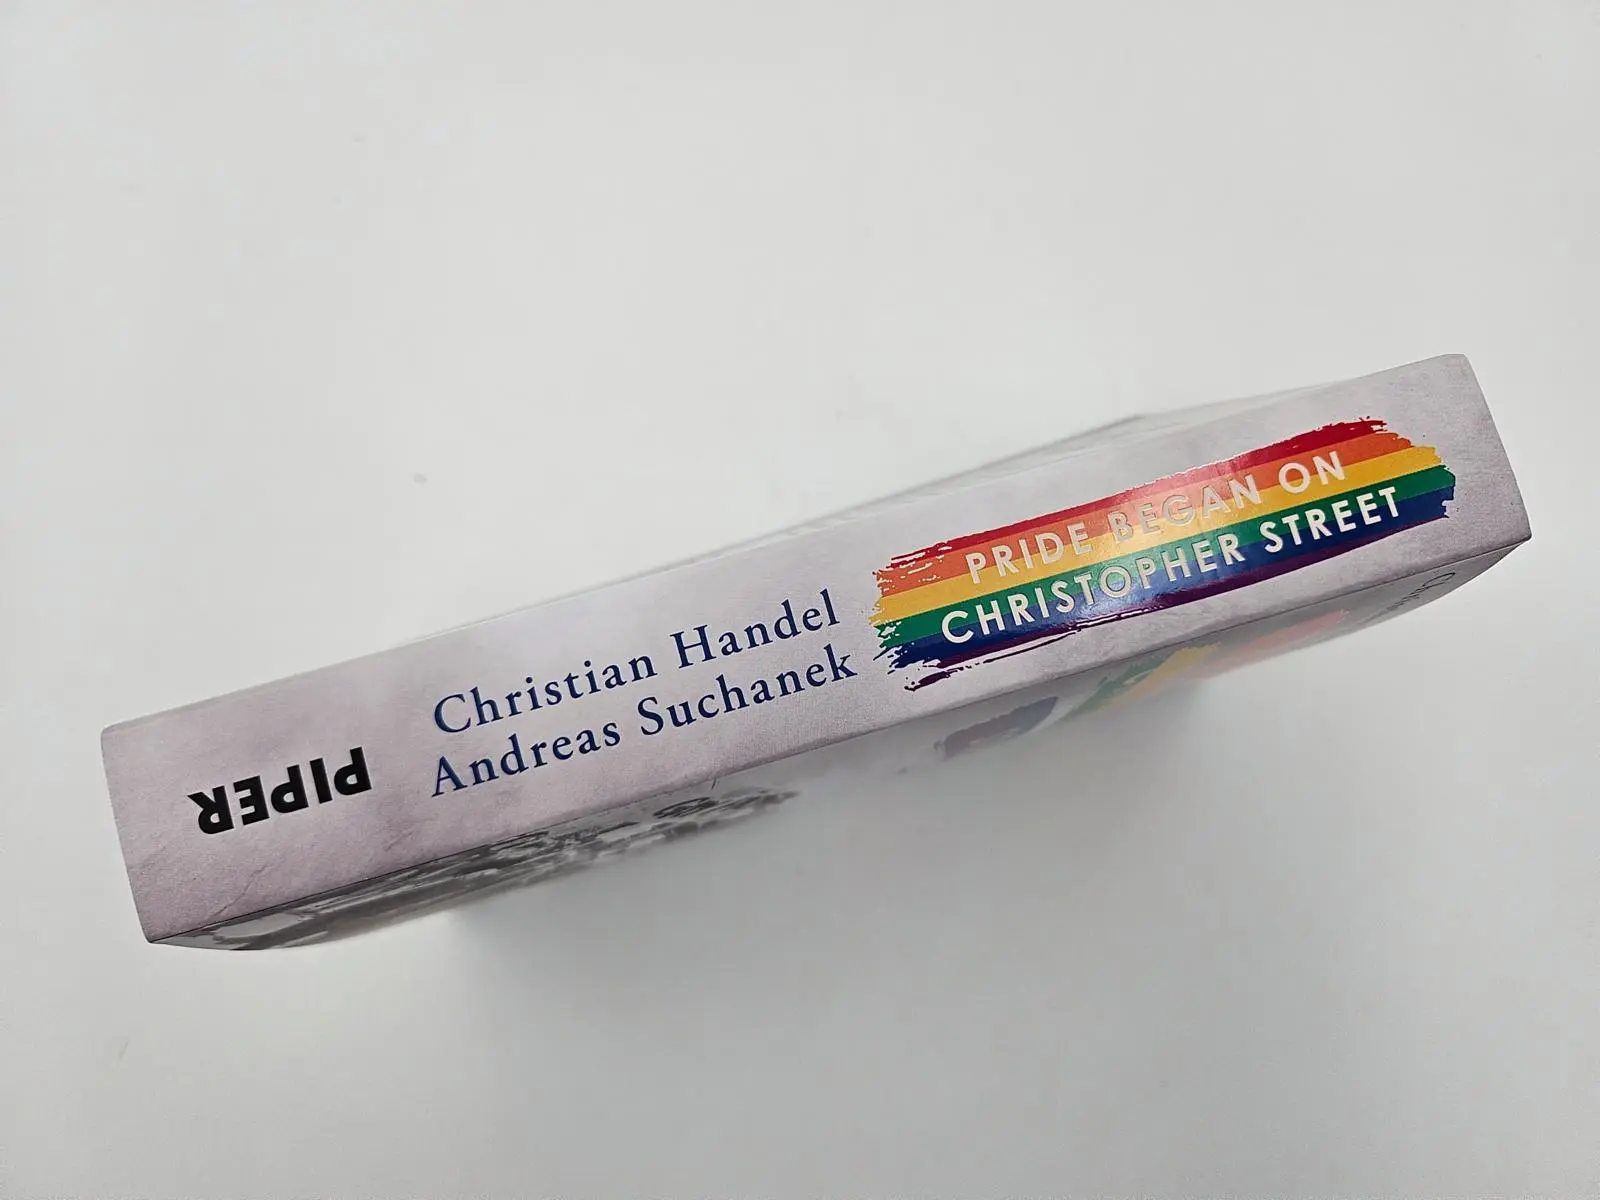 PIPER
Christian Handel
Andreas Suchanek
PRIDE BEGAN ON
CHRISTOPHER STREET